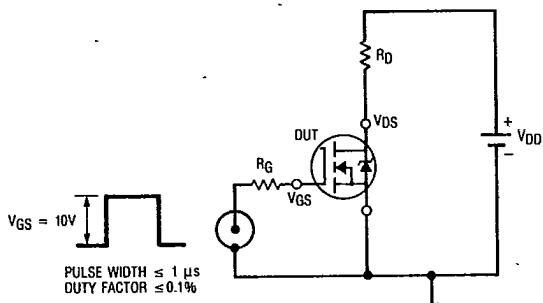 RD
VDS
DUT
+
VDD
−
RG
VGS
VGS = 10V
PULSE WIDTH ≤ 1 µs
DUTY FACTOR ≤ 0.1%